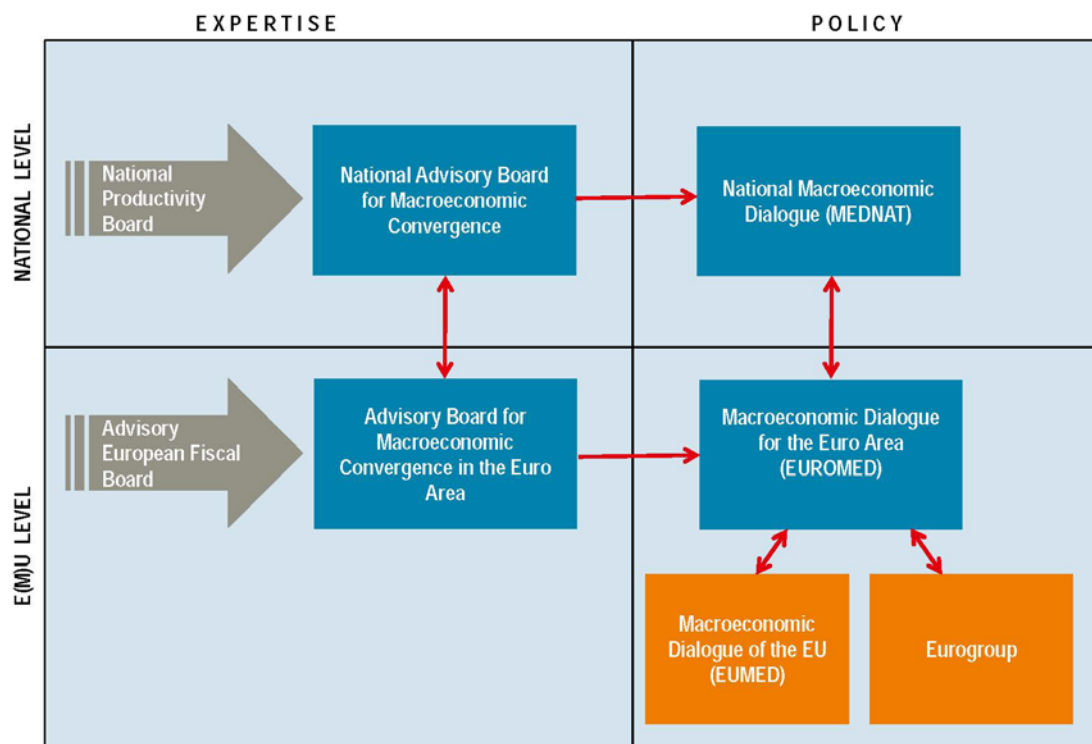 EXPERTISE
POLICY
NATIONAL LEVEL
National
Productivity
Board
National Advisory Board
for Macroeconomic
Convergence
National Macroeconomic
Dialogue (MEDNAT)
E(M)U LEVEL
Advisory
European Fiscal
Board
Advisory Board for
Macroeconomic
Convergence in the Euro
Area
Macroeconomic Dialogue
for the Euro Area
(EUROMED)
Macroeconomic
Dialogue of the EU
(EUMED)
Eurogroup